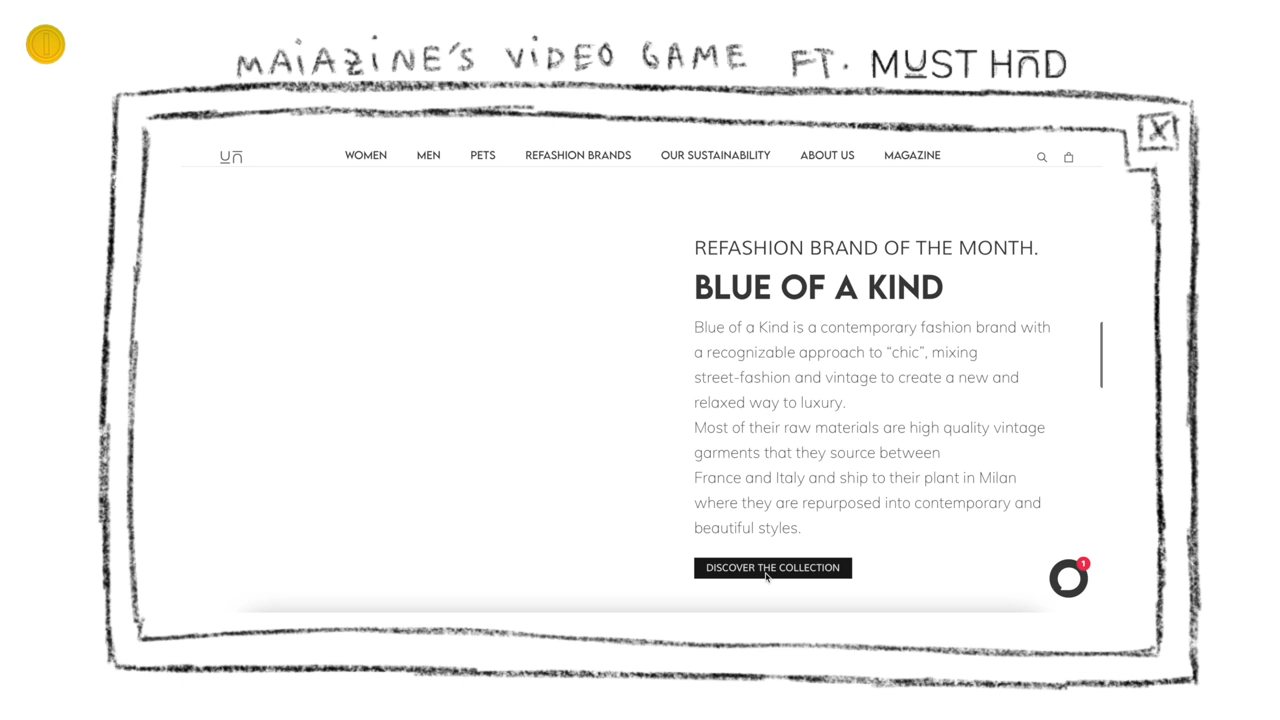 MAiAZiNE'S ViDEO GAME FT. MUST HnD
un WOMEN MEN PETS REFASHION BRANDS OUR SUSTAINABILITY ABOUT US MAGAZINE
REFASHION BRAND OF THE MONTH.
BLUE OF A KIND
Blue of a Kind is a contemporary fashion brand with
a recognizable approach to “chic”, mixing
street-fashion and vintage to create a new and
relaxed way to luxury.
Most of their raw materials are high quality vintage
garments that they source between
France and Italy and ship to their plant in Milan
where they are repurposed into contemporary and
beautiful styles.
DISCOVER THE COLLECTION
1